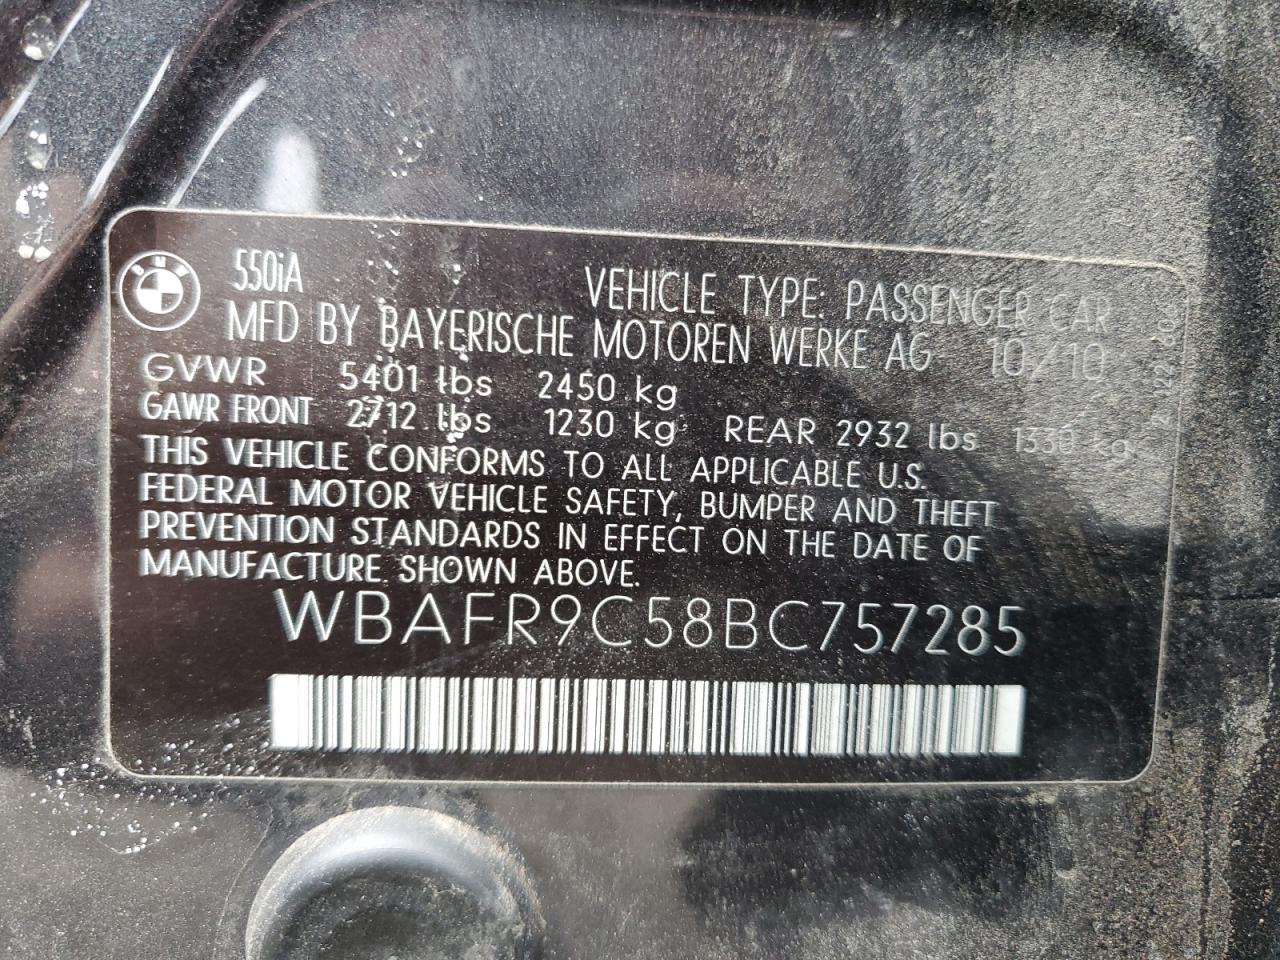 BMW
550iA VEHICLE TYPE: PASSENGER CAR
MFD BY BAYERISCHE MOTOREN WERKE AG 10/10
GVWR 5401 lbs 2450 kg
GAWR FRONT 2712 lbs 1230 kg REAR 2932 lbs 1330 kg
THIS VEHICLE CONFORMS TO ALL APPLICABLE U.S.
FEDERAL MOTOR VEHICLE SAFETY, BUMPER AND THEFT
PREVENTION STANDARDS IN EFFECT ON THE DATE OF
MANUFACTURE SHOWN ABOVE.
WBAFR9C58BC757285